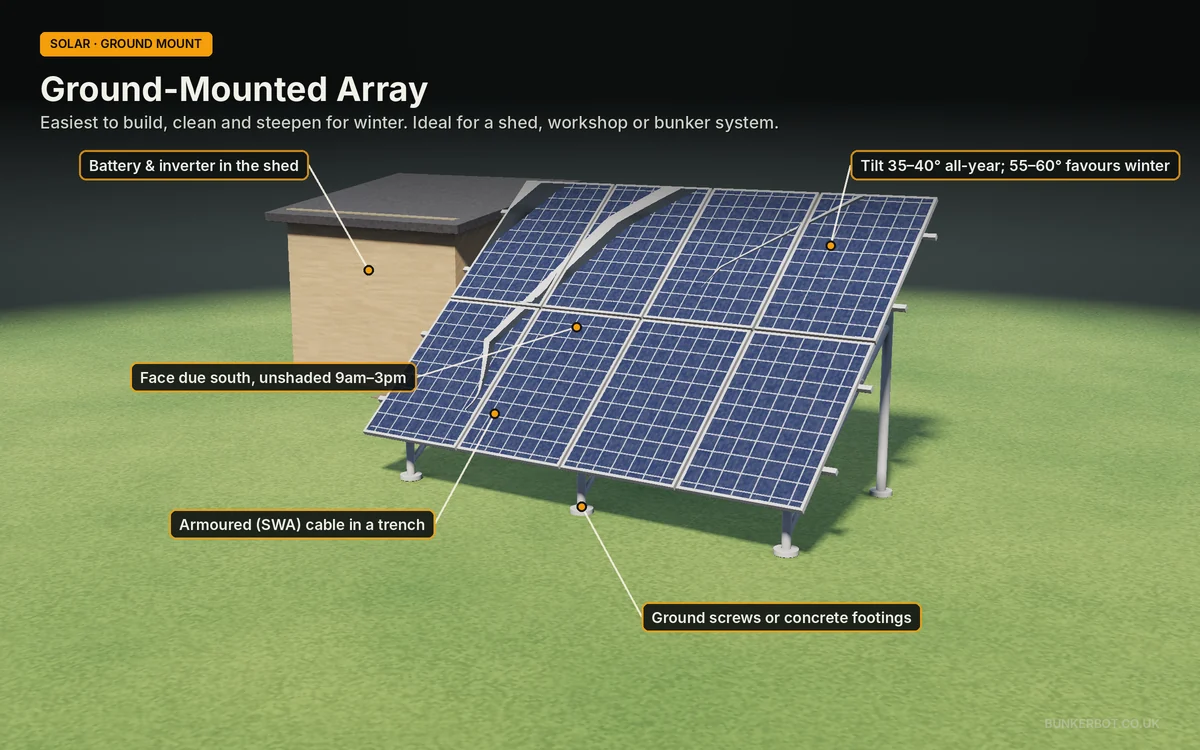 SOLAR · GROUND MOUNT
Ground-Mounted Array
Easiest to build, clean and steepen for winter. Ideal for a shed, workshop or bunker system.
Battery & inverter in the shed
Tilt 35–40° all-year; 55–60° favours winter
Face due south, unshaded 9am–3pm
Armoured (SWA) cable in a trench
Ground screws or concrete footings
BUNKERBOT.CO.UK